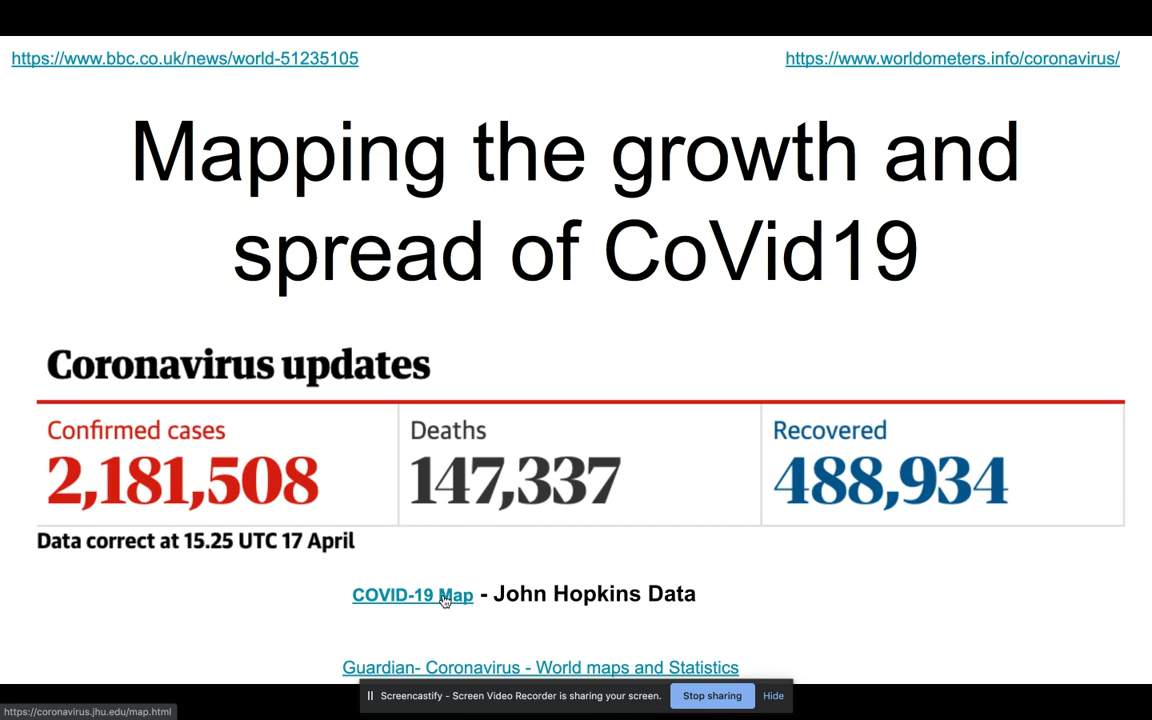 https://www.bbc.co.uk/news/world-51235105
https://www.worldometers.info/coronavirus/
Mapping the growth and
spread of CoVid19
Coronavirus updates
Confirmed cases
2,181,508
Deaths
147,337
Recovered
488,934
Data correct at 15.25 UTC 17 April
COVID-19 Map - John Hopkins Data
Guardian- Coronavirus - World maps and Statistics
Screencastify - Screen Video Recorder is sharing your screen.
Stop sharing
Hide
https://coronavirus.jhu.edu/map.html